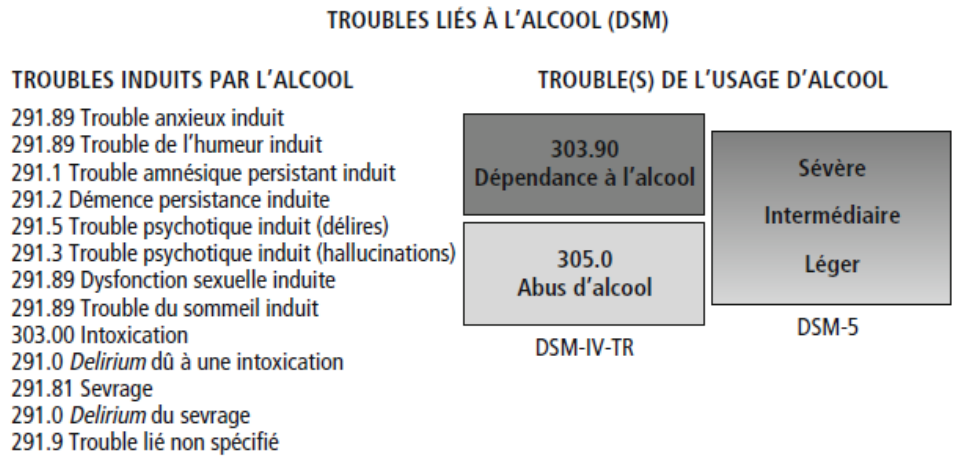 TROUBLES LIÉS À L'ALCOOL (DSM)
TROUBLES INDUITS PAR L'ALCOOL
291.89 Trouble anxieux induit
291.89 Trouble de l'humeur induit
291.1 Trouble amnésique persistant induit
291.2 Démence persistance induite
291.5 Trouble psychotique induit (délires)
291.3 Trouble psychotique induit (hallucinations)
291.89 Dysfonction sexuelle induite
291.89 Trouble du sommeil induit
303.00 Intoxication
291.0 Delirium dû à une intoxication
291.81 Sevrage
291.0 Delirium du sevrage
291.9 Trouble lié non spécifié
TROUBLE(S) DE L'USAGE D'ALCOOL
303.90
Dépendance à l'alcool
305.0
Abus d'alcool
DSM-IV-TR
Sévère
Intermédiaire
Léger
DSM-5